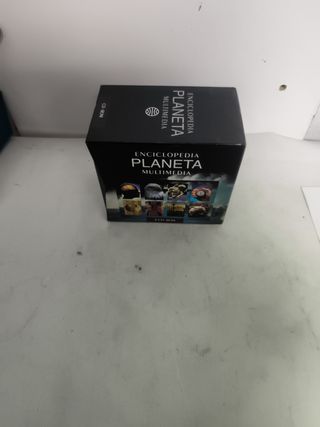 ENCICLOPEDIA
PLANETA
MULTIMEDIA
CD-ROM
ENCICLOPEDIA
PLANETA
MULTIMEDIA